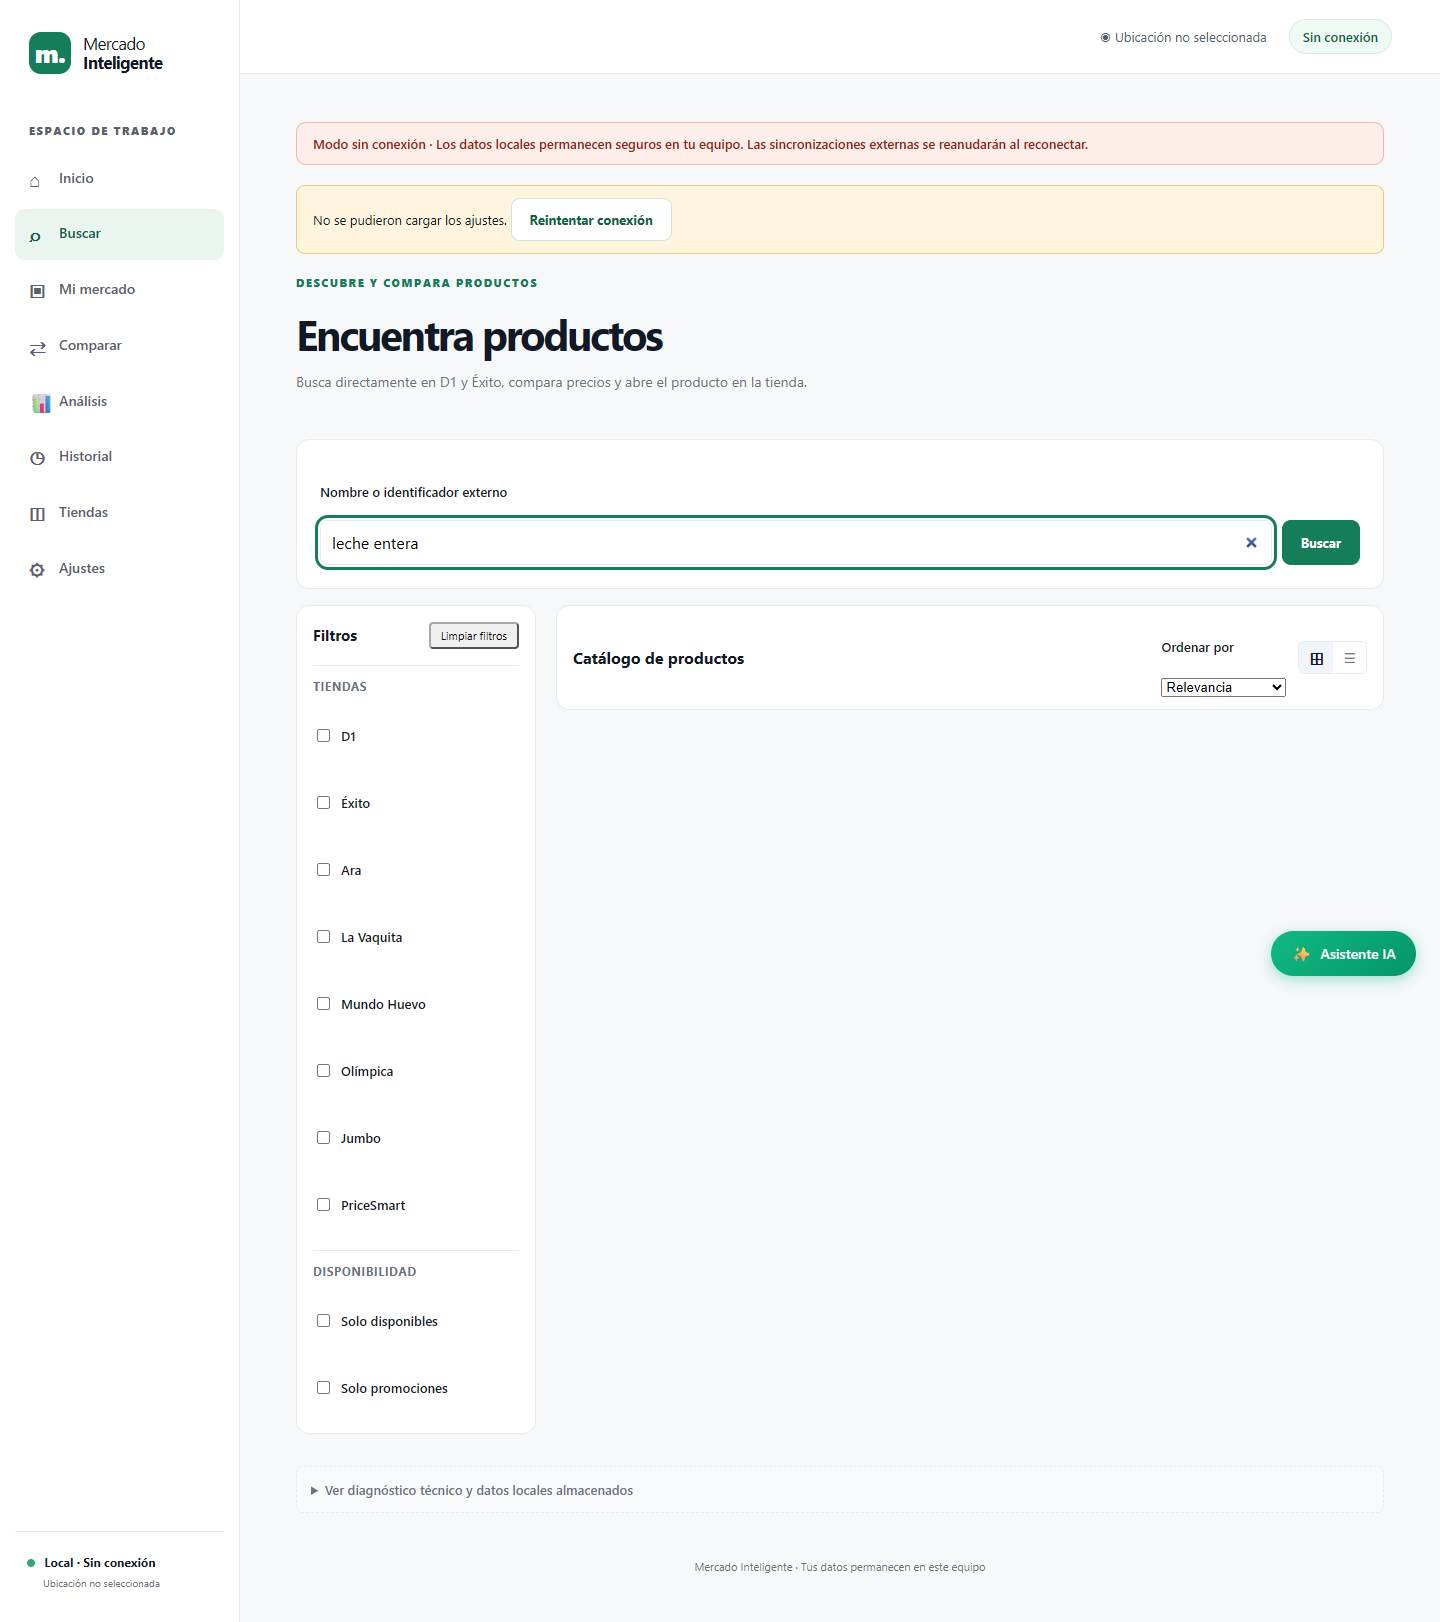 m.
Mercado
Inteligente
ESPACIO DE TRABAJO
Inicio
Buscar
Mi mercado
Comparar
Análisis
Historial
Tiendas
Ajustes
Local · Sin conexión
Ubicación no seleccionada
Ubicación no seleccionada
Sin conexión
Modo sin conexión · Los datos locales permanecen seguros en tu equipo. Las sincronizaciones externas se reanudarán al reconectar.
No se pudieron cargar los ajustes. Reintentar conexión
DESCUBRE Y COMPARA PRODUCTOS
Encuentra productos
Busca directamente en D1 y Éxito, compara precios y abre el producto en la tienda.
Nombre o identificador externo
leche entera
Buscar
Filtros
Limpiar filtros
TIENDAS
D1
Éxito
Ara
La Vaquita
Mundo Huevo
Olímpica
Jumbo
PriceSmart
DISPONIBILIDAD
Solo disponibles
Solo promociones
Catálogo de productos
Ordenar por
Relevancia
Asistente IA
Ver diagnóstico técnico y datos locales almacenados
Mercado Inteligente · Tus datos permanecen en este equipo